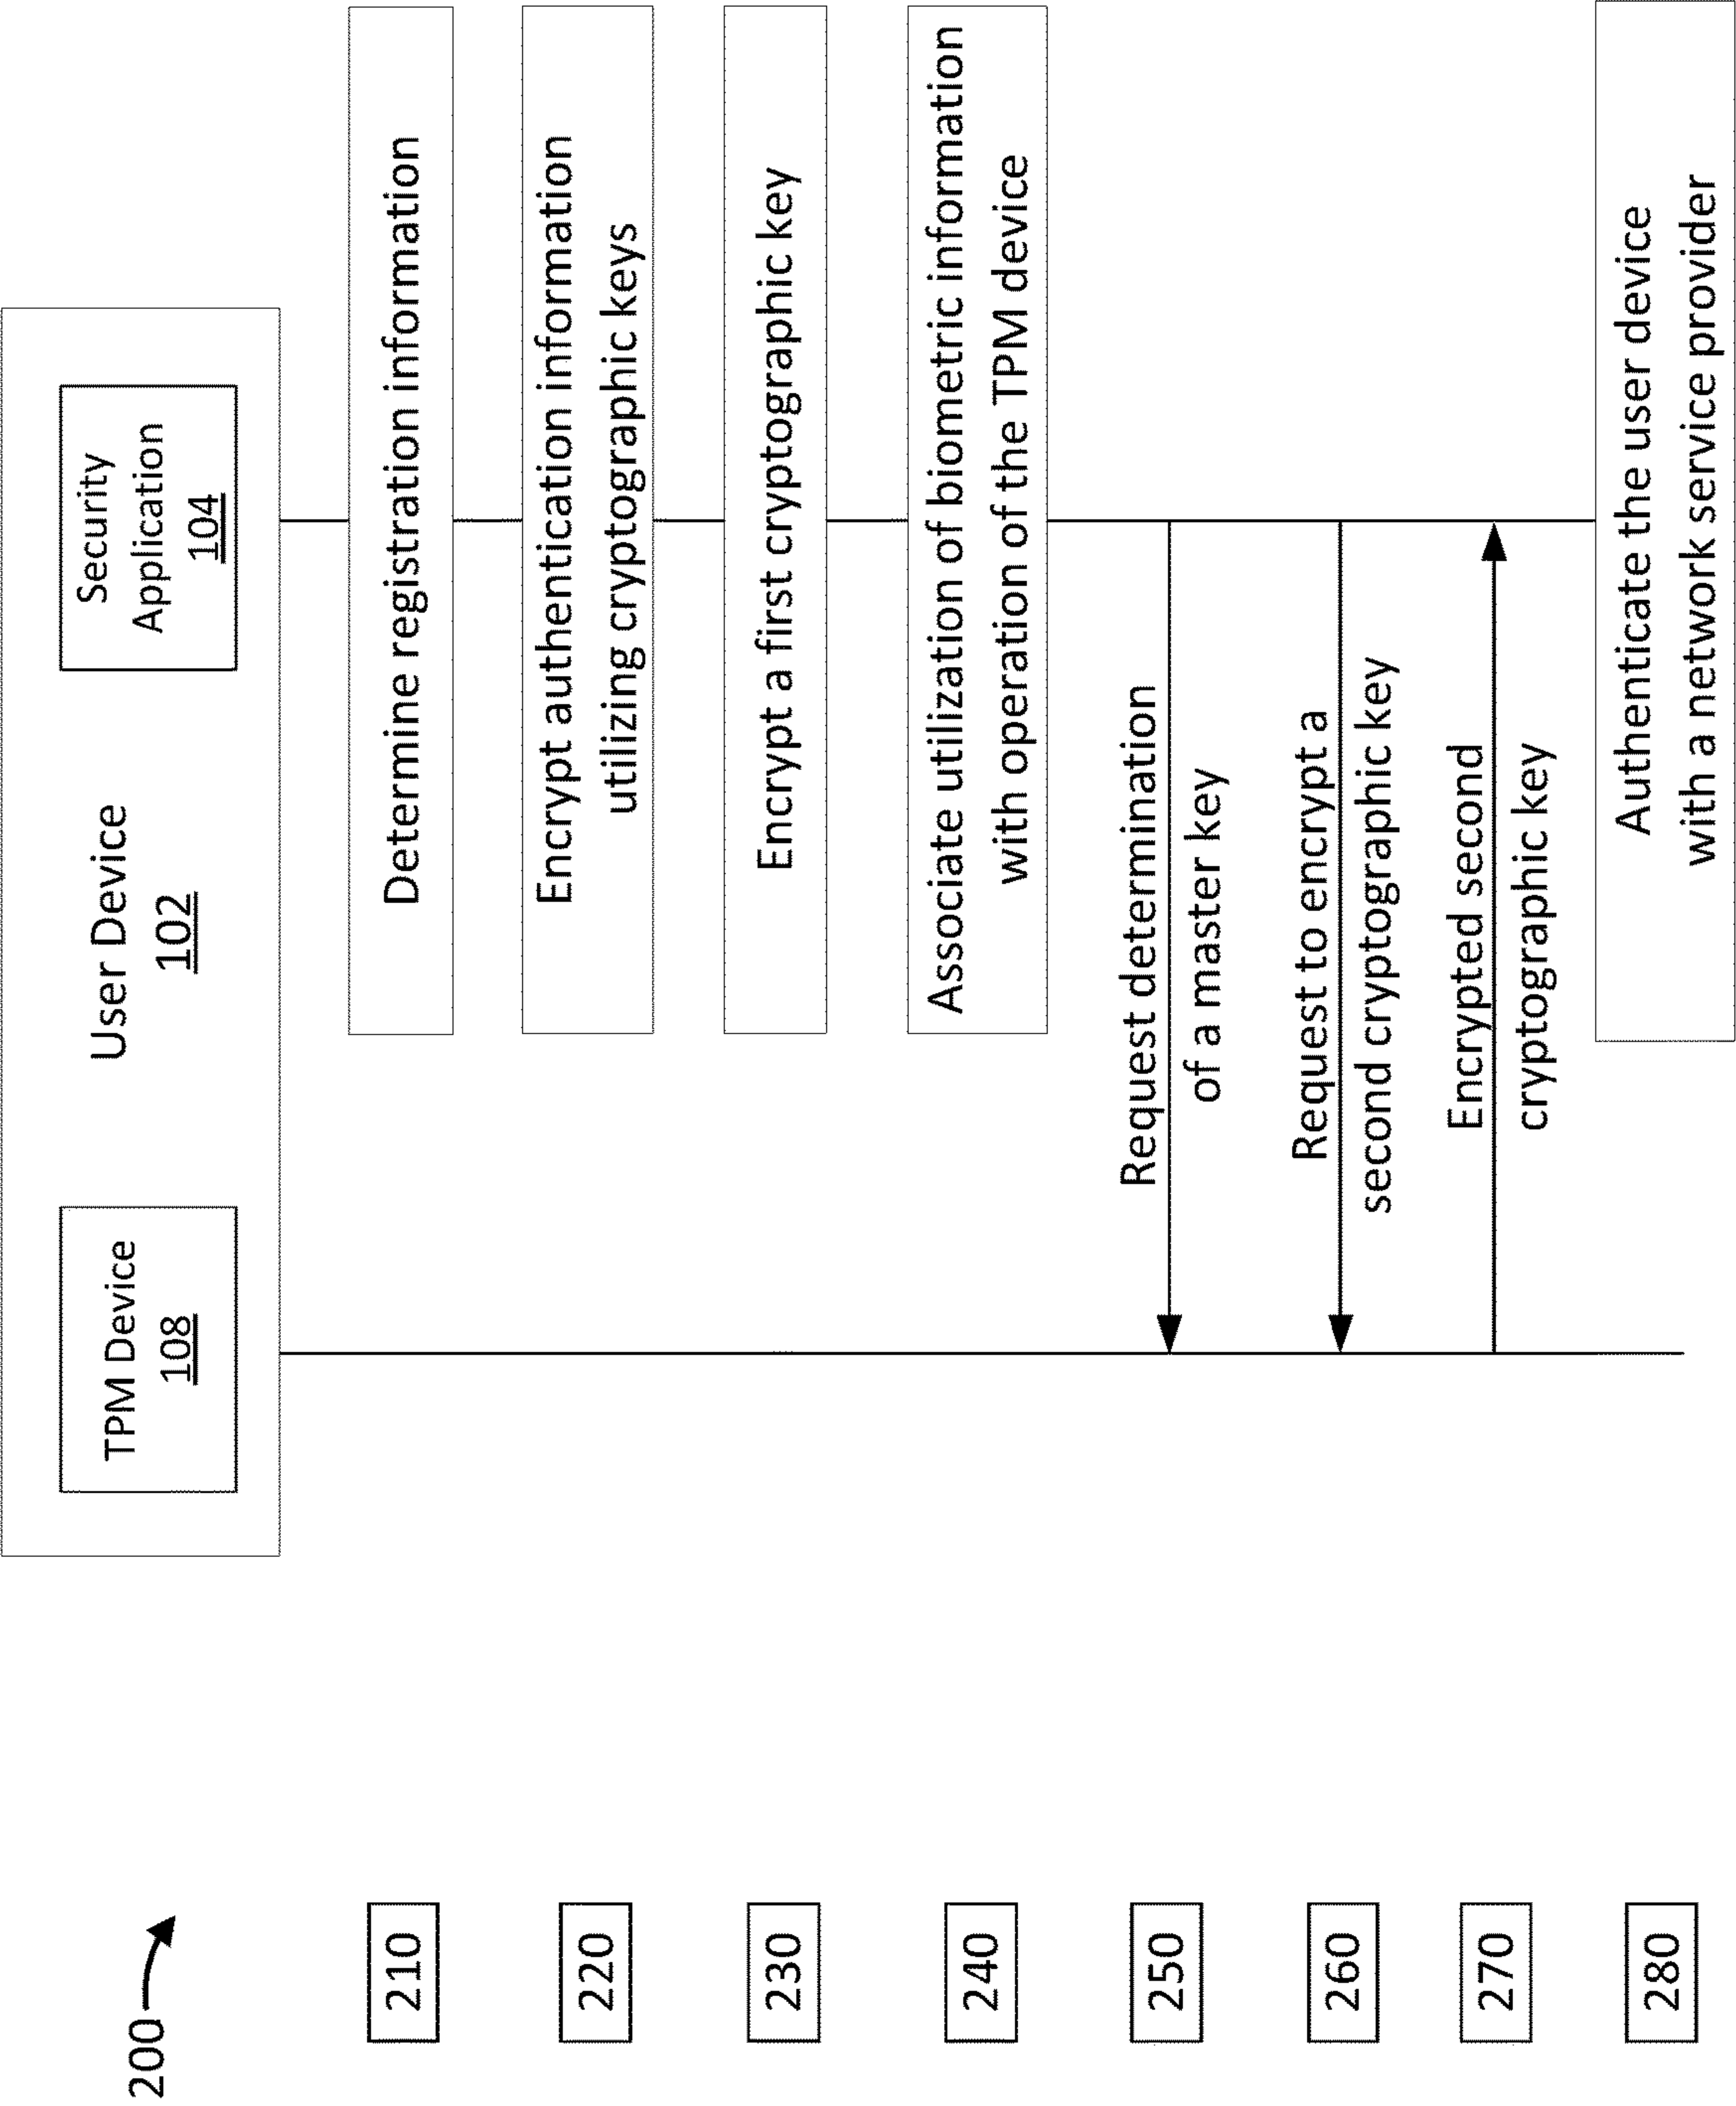 200
User Device
102
TPM Device
108
Security
Application
104
210
Determine registration information
220
Encrypt authentication information
utilizing cryptographic keys
230
Encrypt a first cryptographic key
240
Associate utilization of biometric information
with operation of the TPM device
250
Request determination
of a master key
260
Request to encrypt a
second cryptographic key
270
Encrypted second
cryptographic key
280
Authenticate the user device
with a network service provider